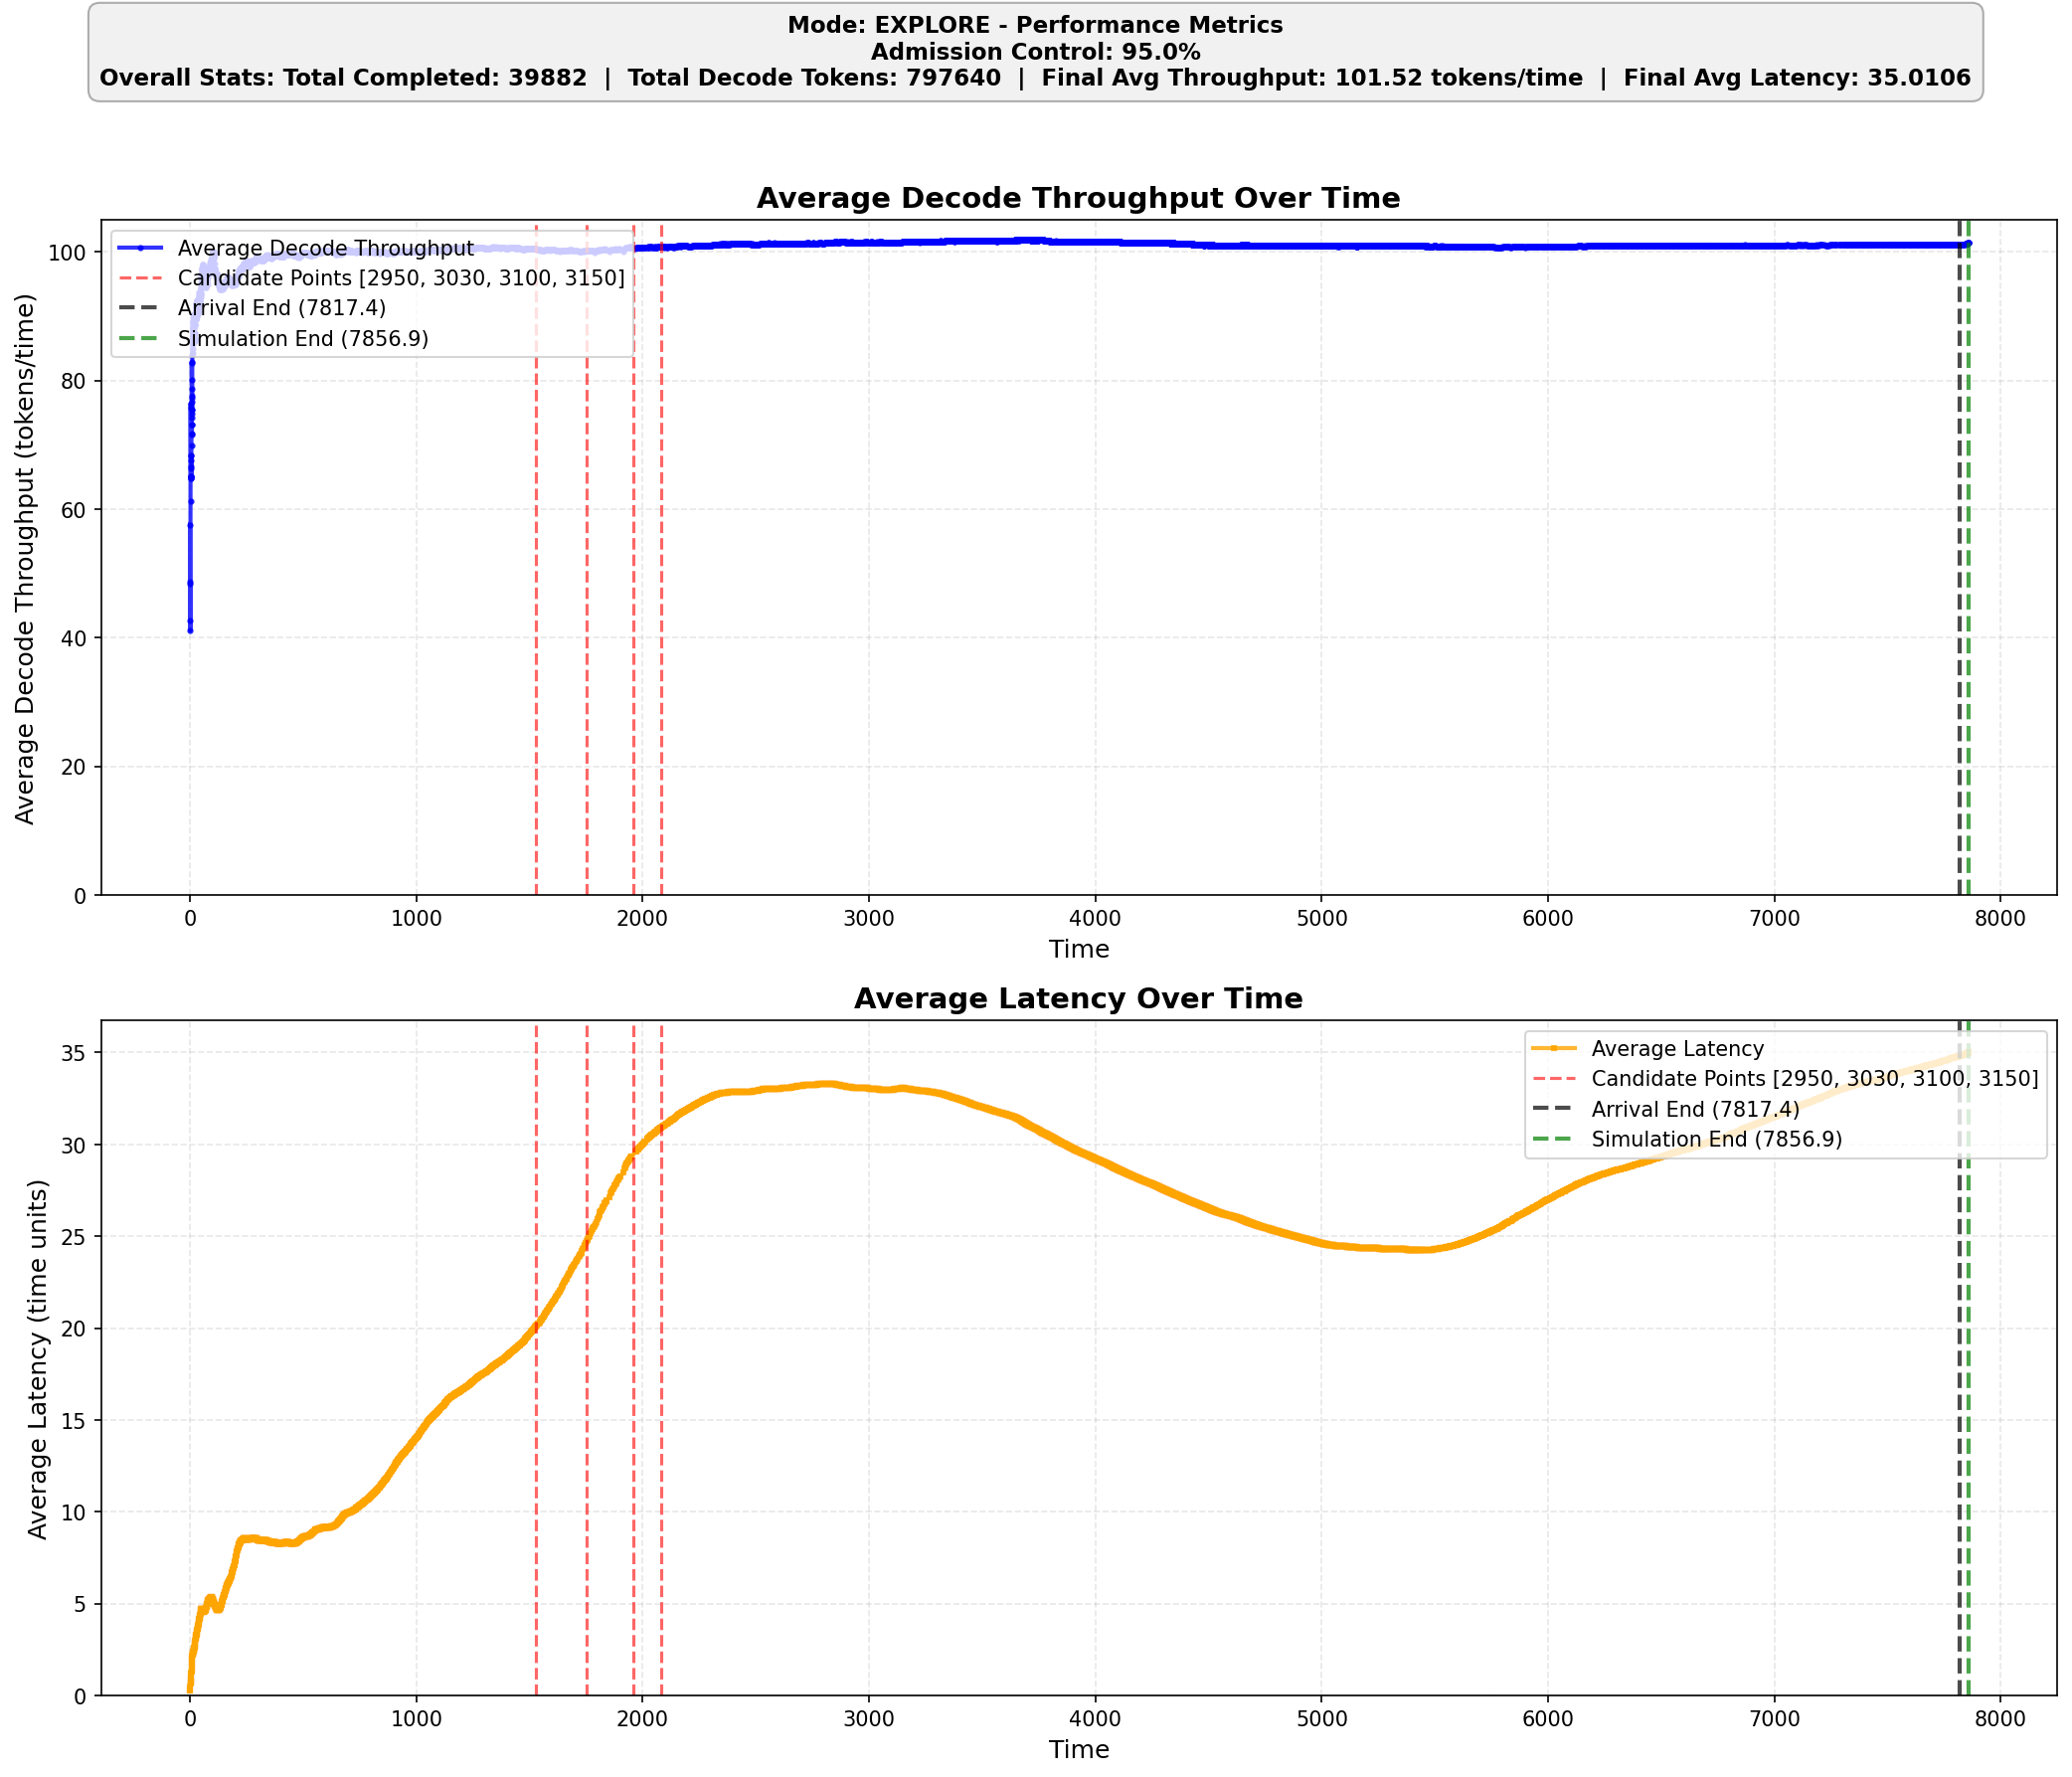 Mode: EXPLORE - Performance Metrics
Admission Control: 95.0%
Overall Stats: Total Completed: 39882 | Total Decode Tokens: 797640 | Final Avg Throughput: 101.52 tokens/time | Final Avg Latency: 35.0106
Average Decode Throughput Over Time
Average Decode Throughput
Candidate Points [2950, 3030, 3100, 3150]
Arrival End (7817.4)
Simulation End (7856.9)
Average Decode Throughput (tokens/time)
100
80
60
40
20
0
0 1000 2000 3000 4000 5000 6000 7000 8000
Time
Average Latency Over Time
Average Latency
Candidate Points [2950, 3030, 3100, 3150]
Arrival End (7817.4)
Simulation End (7856.9)
Average Latency (time units)
35
30
25
20
15
10
5
0
0 1000 2000 3000 4000 5000 6000 7000 8000
Time